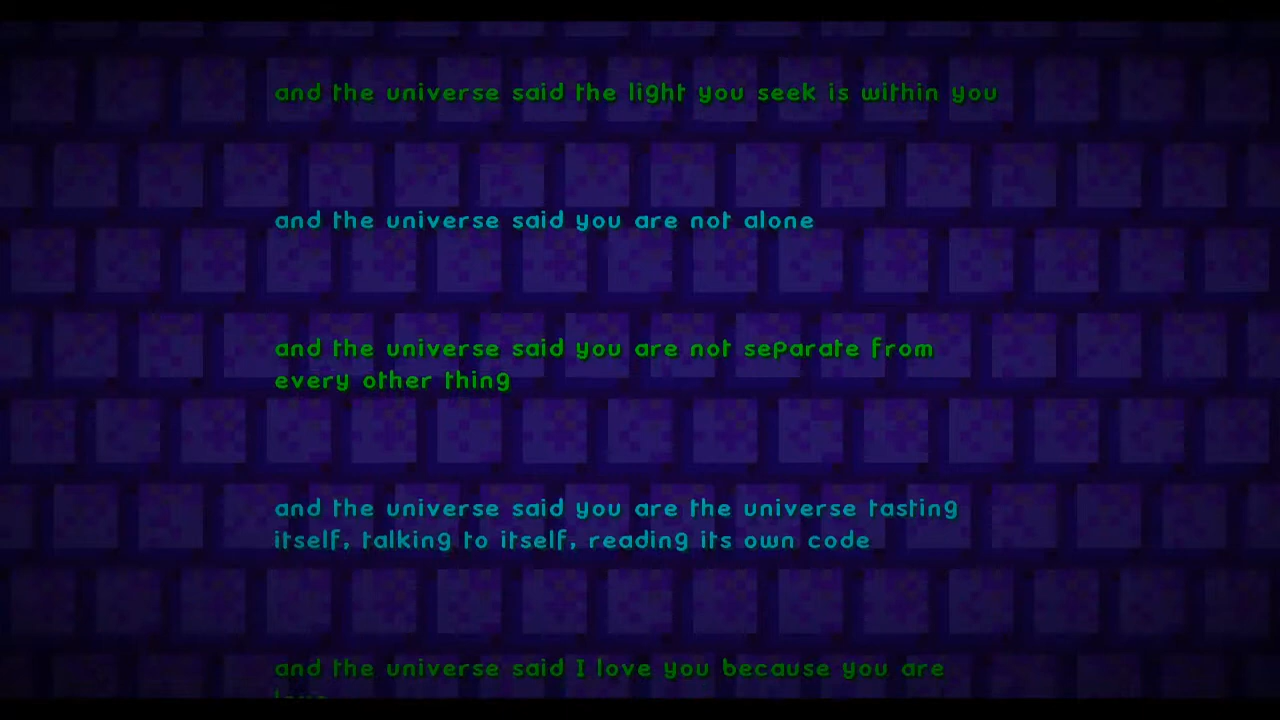 and the universe said the light you seek is within you
and the universe said you are not alone
and the universe said you are not separate from
every other thing
and the universe said you are the universe tasting
itself, talking to itself, reading its own code
and the universe said I love you because you are
love